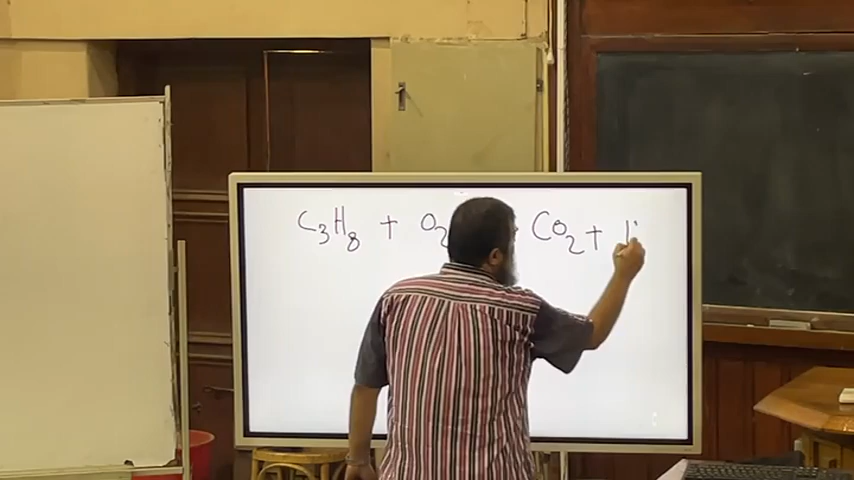 C₃H₈ + O₂ CO₂ +